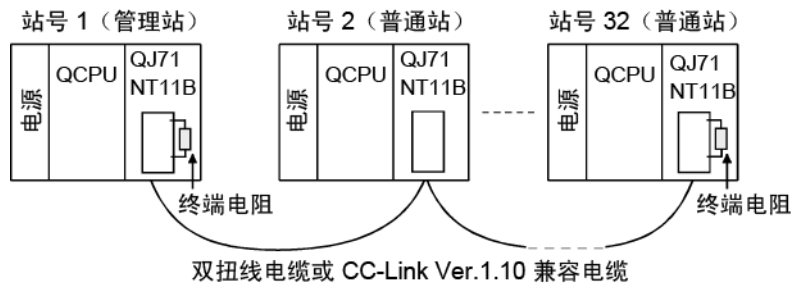 站号 1（管理站）
站号 2（普通站）
站号 32（普通站）
电源
QCPU
QJ71
NT11B
电源
QCPU
QJ71
NT11B
电源
QCPU
QJ71
NT11B
终端电阻
终端电阻
双扭线电缆或 CC-Link Ver.1.10 兼容电缆